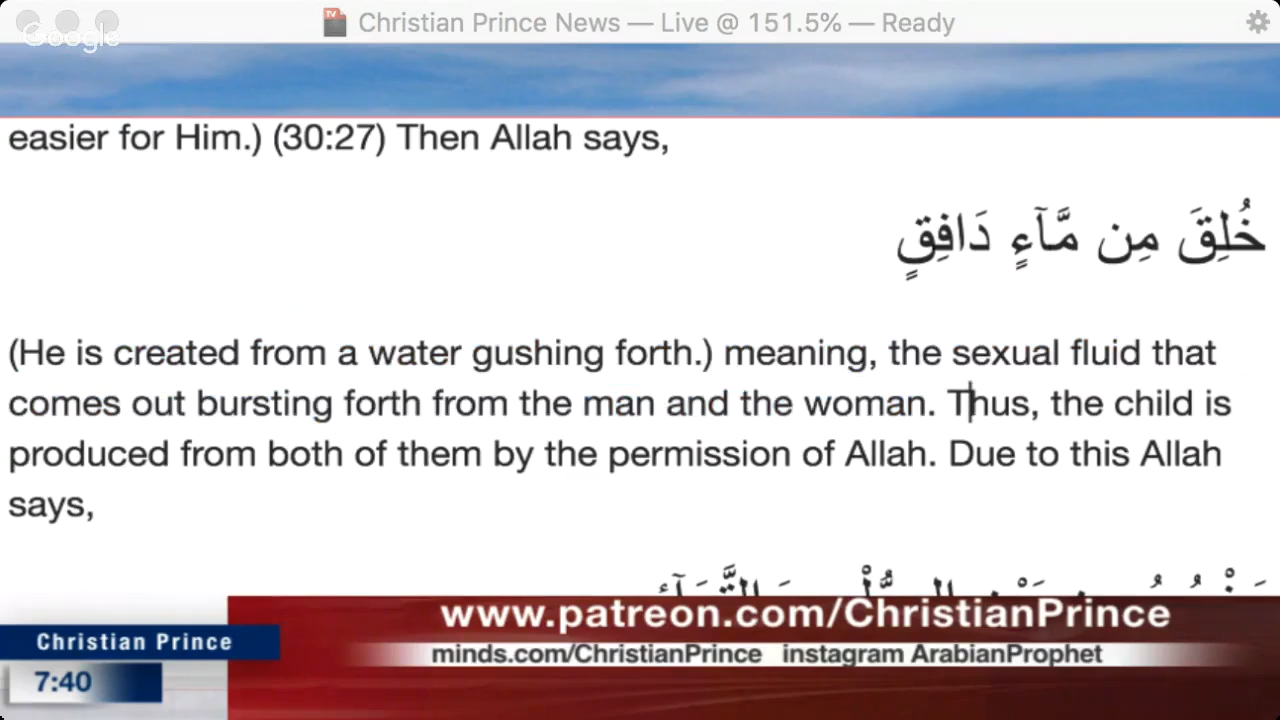 Christian Prince News — Live @ 151.5% — Ready
Google
easier for Him.) (30:27) Then Allah says,
خُلِقَ مِن مَّآءٍ دَافِقٍ
(He is created from a water gushing forth.) meaning, the sexual fluid that
comes out bursting forth from the man and the woman. Thus, the child is
produced from both of them by the permission of Allah. Due to this Allah
says,
www.patreon.com/ChristianPrince
Christian Prince
minds.com/ChristianPrince instagram ArabianProphet
7:40